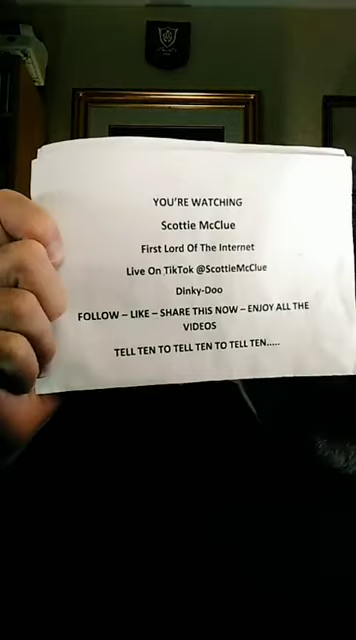 YOU'RE WATCHING
Scottie McClue
First Lord Of The Internet
Live On TikTok @ScottieMcClue
Dinky-Doo
FOLLOW – LIKE – SHARE THIS NOW – ENJOY ALL THE
VIDEOS
TELL TEN TO TELL TEN TO TELL TEN.....